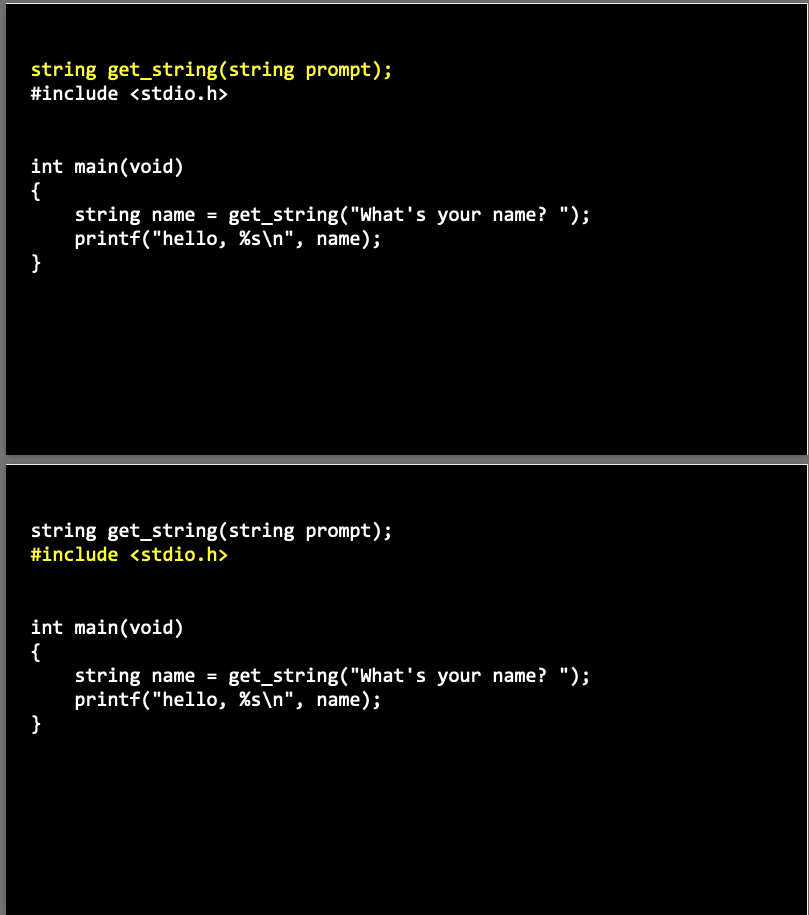 string get_string(string prompt);
#include <stdio.h>
int main(void)
{
    string name = get_string("What's your name? ");
    printf("hello, %s\n", name);
}
string get_string(string prompt);
#include <stdio.h>
int main(void)
{
    string name = get_string("What's your name? ");
    printf("hello, %s\n", name);
}